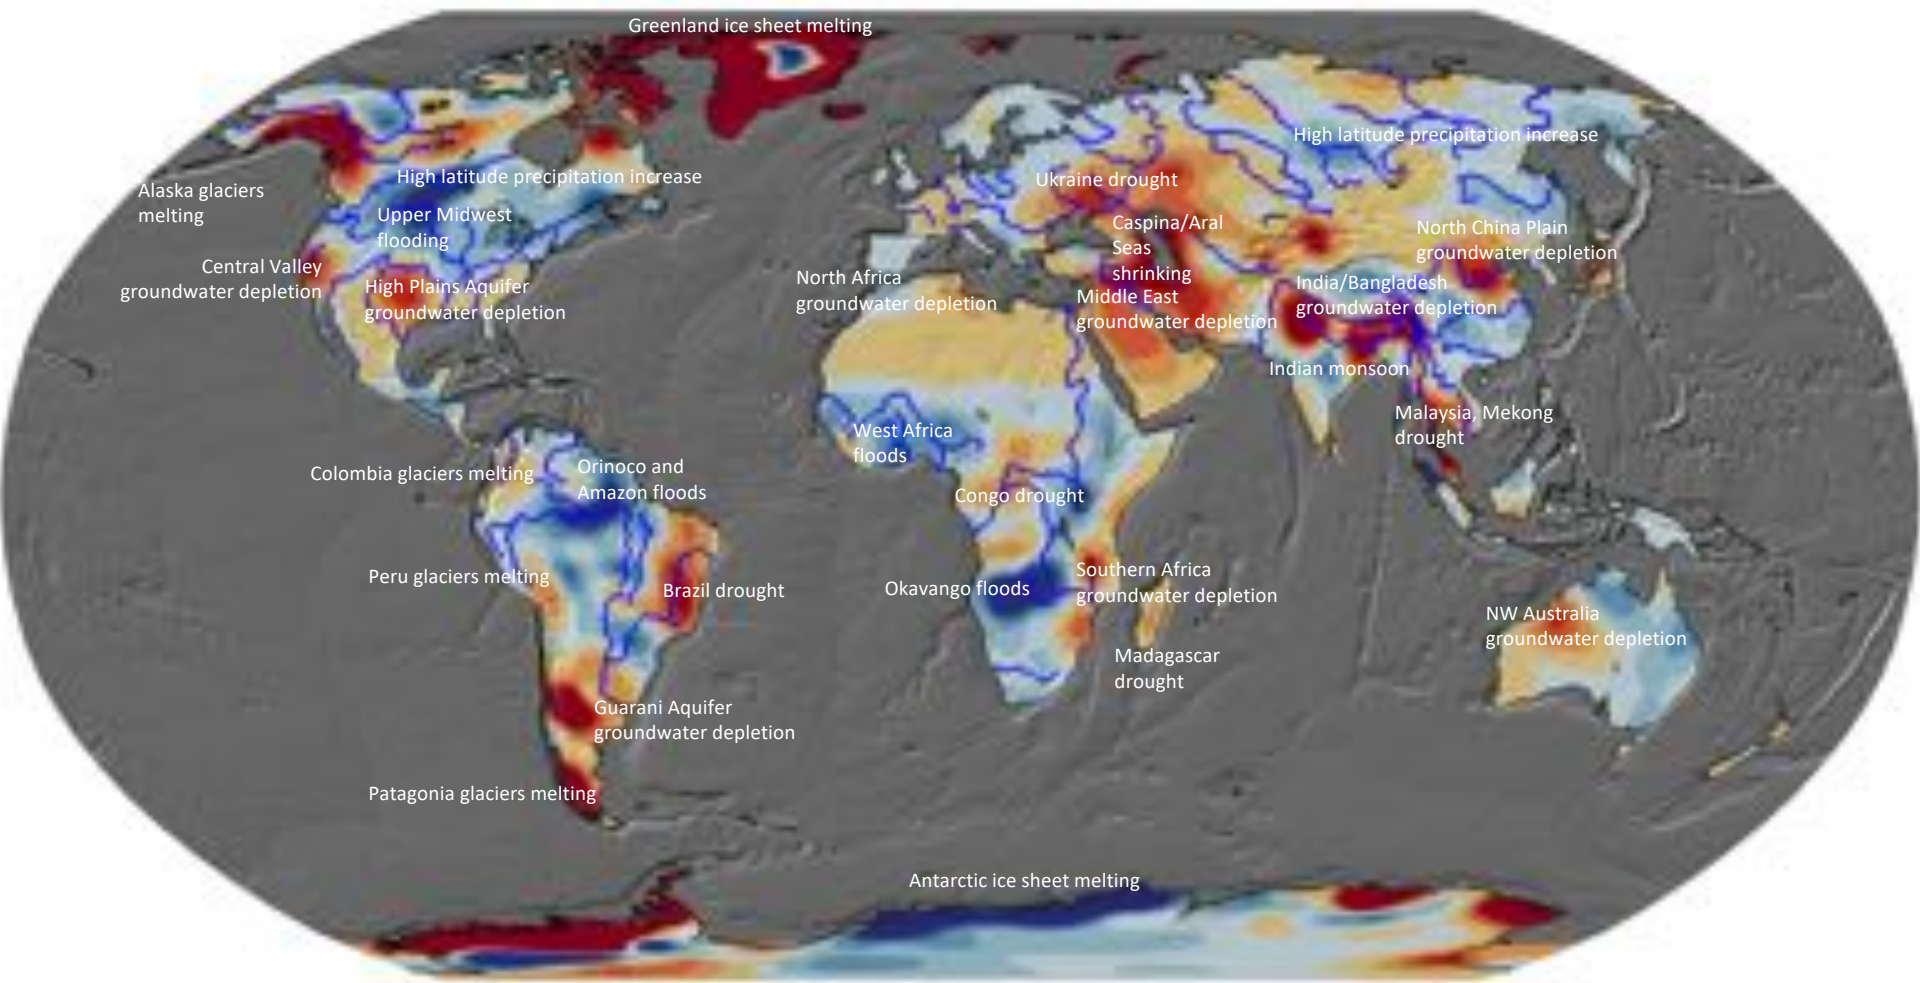 Greenland ice sheet melting
High latitude precipitation increase
High latitude precipitation increase
Alaska glaciers
melting
Ukraine drought
Upper Midwest
flooding
Caspina/Aral
Seas
shrinking
North China Plain
groundwater depletion
Central Valley
groundwater depletion
High Plains Aquifer
groundwater depletion
North Africa
groundwater depletion
Middle East
groundwater depletion
India/Bangladesh
groundwater depletion
Indian monsoon
Malaysia, Mekong
drought
West Africa
floods
Colombia glaciers melting
Orinoco and
Amazon floods
Congo drought
Peru glaciers melting
Brazil drought
Okavango floods
Southern Africa
groundwater depletion
NW Australia
groundwater depletion
Madagascar
drought
Guarani Aquifer
groundwater depletion
Patagonia glaciers melting
Antarctic ice sheet melting